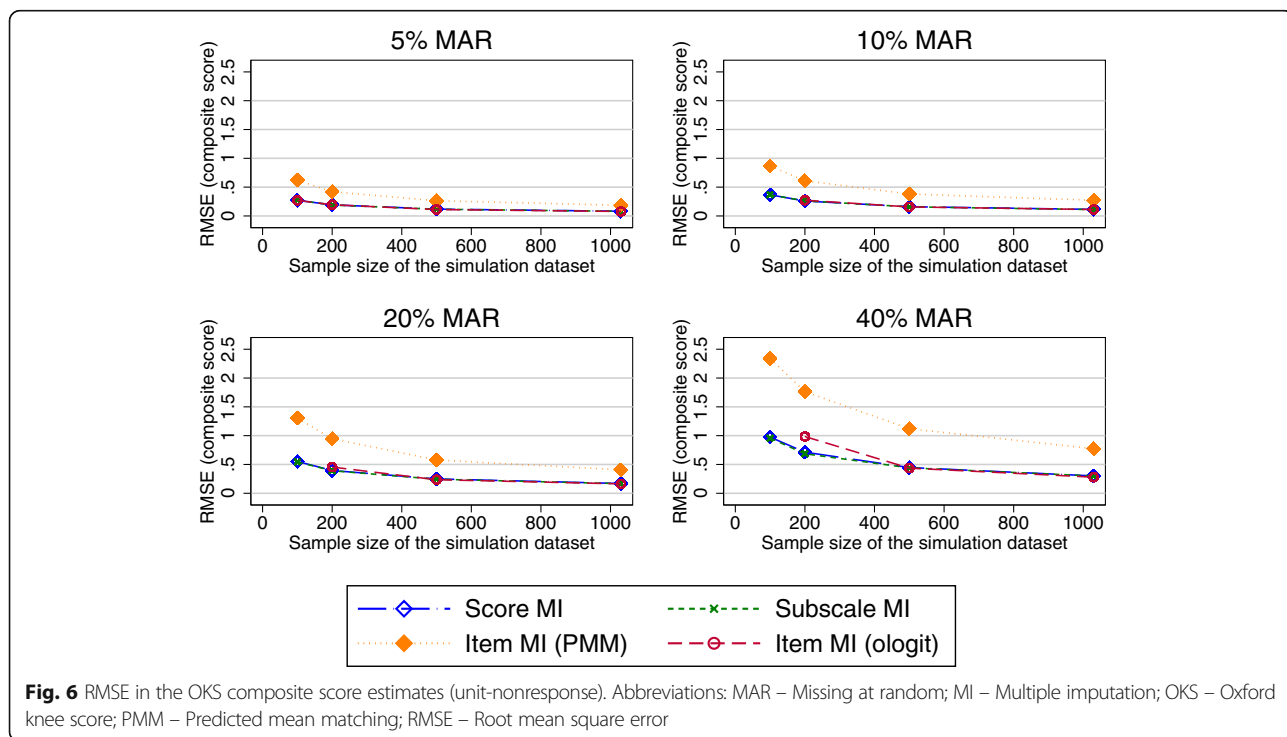 5% MAR
RMSE (composite score)
2.5
2
1.5
1
.5
0
0 200 400 600 800 1000
Sample size of the simulation dataset
10% MAR
RMSE (composite score)
2.5
2
1.5
1
.5
0
0 200 400 600 800 1000
Sample size of the simulation dataset
20% MAR
RMSE (composite score)
2.5
2
1.5
1
.5
0
0 200 400 600 800 1000
Sample size of the simulation dataset
40% MAR
RMSE (composite score)
2.5
2
1.5
1
.5
0
0 200 400 600 800 1000
Sample size of the simulation dataset
Score MI
Subscale MI
Item MI (PMM)
Item MI (ologit)
Fig. 6 RMSE in the OKS composite score estimates (unit-nonresponse). Abbreviations: MAR – Missing at random; MI – Multiple imputation; OKS – Oxford
knee score; PMM – Predicted mean matching; RMSE – Root mean square error